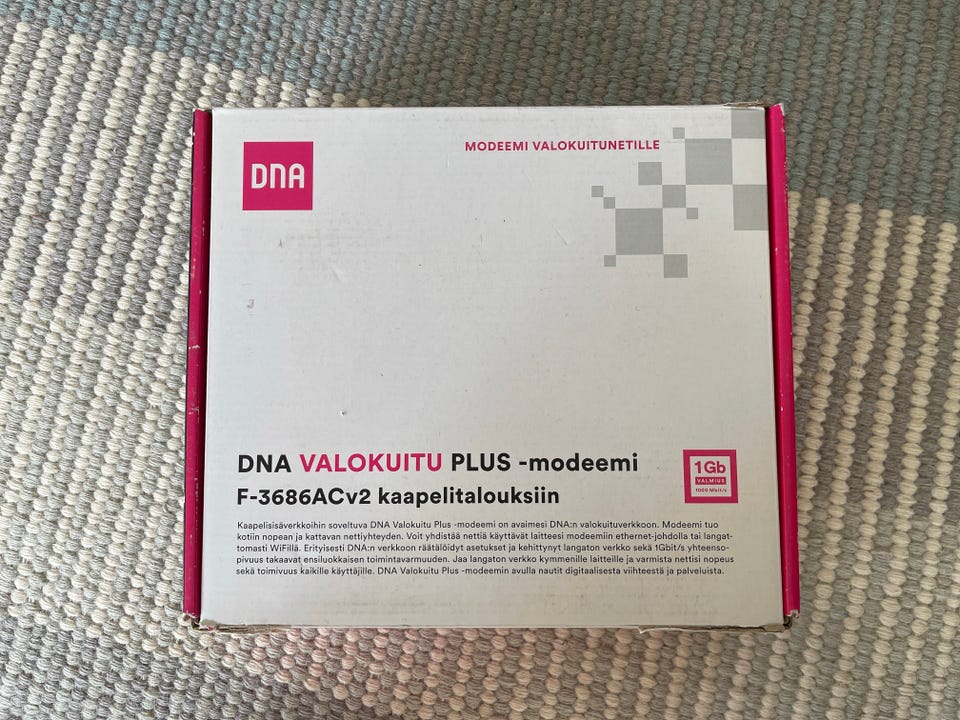 DNA
MODEEMI VALOKUITUNETILLE
DNA VALOKUITU PLUS -modeemi
F-3686ACv2 kaapelitalouksiin
1Gb
VALMIUS
1000 Mbit/s
Kaapelisisäverkkoihin soveltuva DNA Valokuitu Plus -modeemi on avaimesi DNA:n valokuituverkkoon. Modeemi tuo
kotiin nopean ja kattavan nettiyhteyden. Voit yhdistää nettiä käyttävät laitteesi modeemiin ethernet-johdolla tai langat-
tomasti WiFillä. Erityisesti DNA:n verkkoon räätälöidyt asetukset ja kehittynyt langaton verkko sekä 1Gbit/s yhteenso-
pivuus takaavat ensiluokkaisen toimintavarmuuden. Jaa langaton verkko kymmenille laitteille ja varmista nettisi nopeus
sekä toimivuus kaikille käyttäjille. DNA Valokuitu Plus -modeemin avulla nautit digitaalisesta viihteestä ja palveluista.